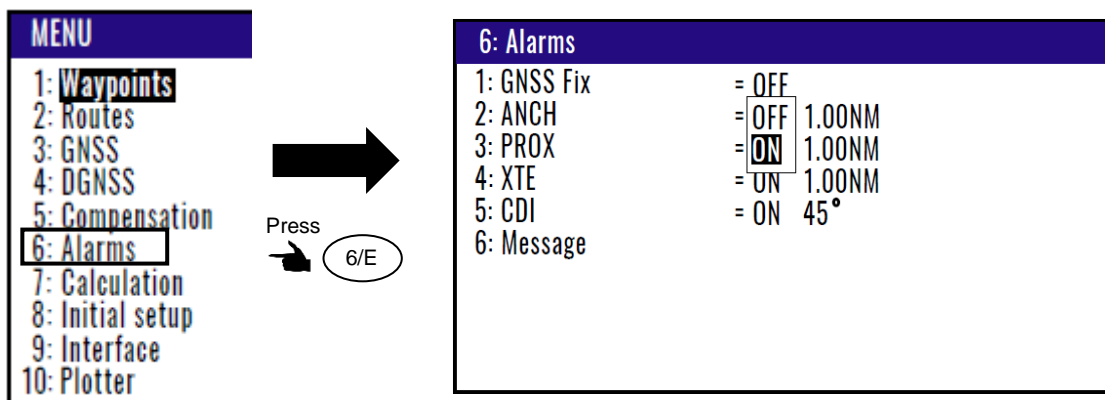 MENU
1: Waypoints
2: Routes
3: GNSS
4: DGNSS
5: Compensation
6: Alarms
7: Calculation
8: Initial setup
9: Interface
10: Plotter
Press
6/E
6: Alarms
1: GNSS Fix = OFF
2: ANCH = OFF 1.00NM
3: PROX = ON 1.00NM
4: XTE = ON 1.00NM
5: CDI = ON 45°
6: Message